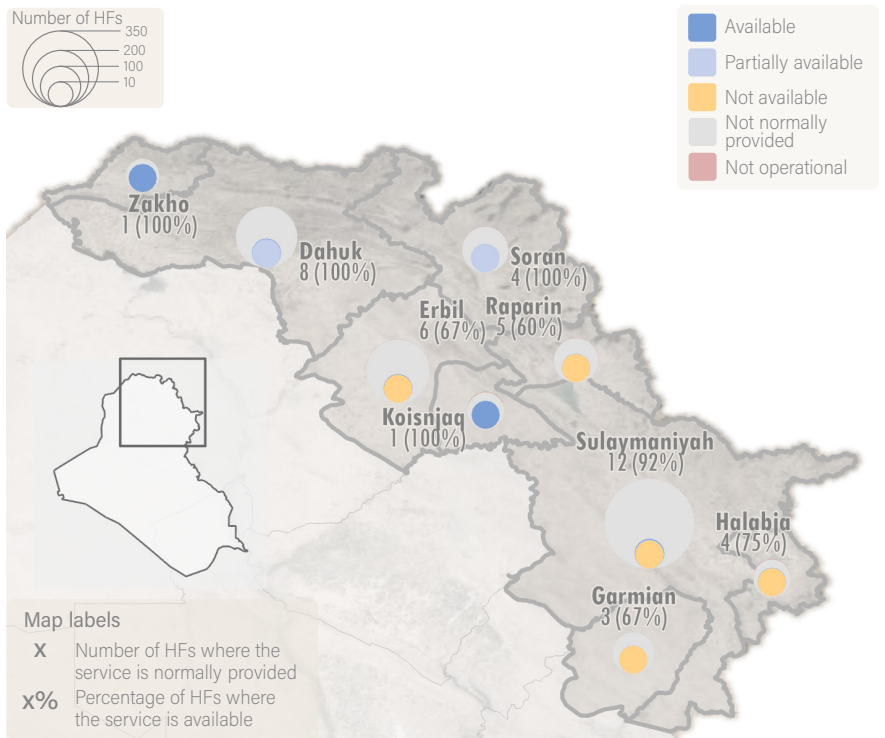 Number of HFs
350
200
100
10
Available
Partially available
Not available
Not normally
provided
Not operational
Zakho
1 (100%)
Dahuk
8 (100%)
Soran
4 (100%)
Erbil
6 (67%)
Raparin
5 (60%)
Koisnjaq
1 (100%)
Sulaymaniyah
12 (92%)
Halabja
4 (75%)
Garmian
3 (67%)
Map labels
x Number of HFs where the
service is normally provided
x% Percentage of HFs where
the service is available